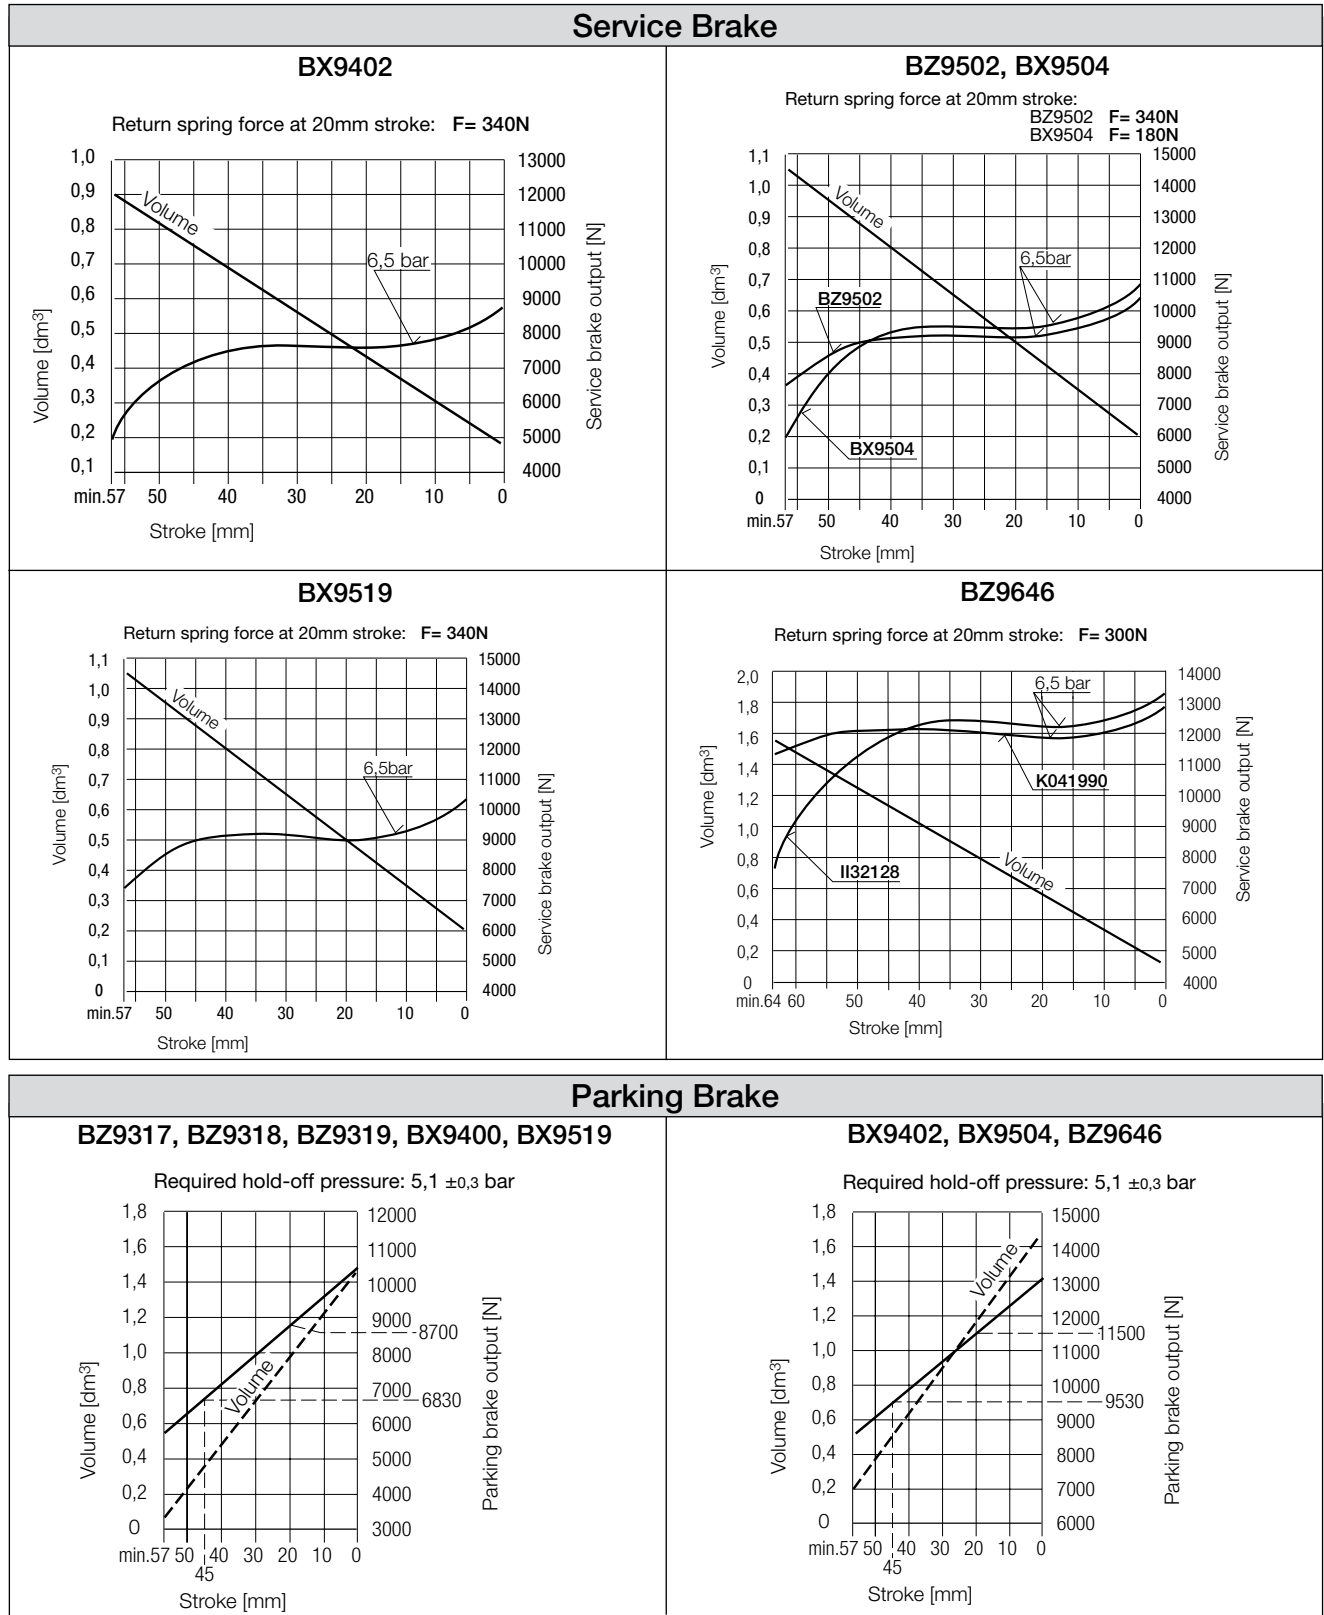 Service Brake
BX9402
Return spring force at 20mm stroke: F= 340N
1,0
0,9
0,8
0,7
0,6
0,5
0,4
0,3
0,2
0,1
Volume [dm³]
Volume
6,5 bar
13000
12000
11000
10000
9000
8000
7000
6000
5000
4000
Service brake output [N]
min.57 50 40 30 20 10 0
Stroke [mm]
BZ9502, BX9504
Return spring force at 20mm stroke:
BZ9502 F= 340N
BX9504 F= 180N
1,1
1,0
0,9
0,8
0,7
0,6
0,5
0,4
0,3
0,2
0,1
0
Volume [dm³]
Volume
6,5bar
BZ9502
BX9504
15000
14000
13000
12000
11000
10000
9000
8000
7000
6000
5000
4000
Service brake output [N]
min.57 50 40 30 20 10 0
Stroke [mm]
BX9519
Return spring force at 20mm stroke: F= 340N
1,1
1,0
0,9
0,8
0,7
0,6
0,5
0,4
0,3
0,2
0,1
0
Volume [dm³]
Volume
6,5bar
15000
14000
13000
12000
11000
10000
9000
8000
7000
6000
5000
4000
Service brake output [N]
min.57 50 40 30 20 10 0
Stroke [mm]
BZ9646
Return spring force at 20mm stroke: F= 300N
2,0
1,8
1,6
1,4
1,2
1,0
0,8
0,6
0,4
0,2
0
Volume [dm³]
6,5 bar
K041990
II32128
Volume
14000
13000
12000
11000
10000
9000
8000
7000
6000
5000
4000
Service brake output [N]
min.64 60 50 40 30 20 10 0
Stroke [mm]
Parking Brake
BZ9317, BZ9318, BZ9319, BX9400, BX9519
Required hold-off pressure: 5,1 ±0,3 bar
1,8
1,6
1,4
1,2
1,0
0,8
0,6
0,4
0,2
0
Volume [dm³]
Volume
12000
11000
10000
9000
8700
8000
7000
6830
6000
5000
4000
3000
Parking brake output [N]
min.57 50 40 30 20 10 0
45
Stroke [mm]
BX9402, BX9504, BZ9646
Required hold-off pressure: 5,1 ±0,3 bar
1,8
1,6
1,4
1,2
1,0
0,8
0,6
0,4
0,2
0
Volume [dm³]
Volume
15000
14000
13000
12000
11500
11000
10000
9530
9000
8000
7000
6000
Parking brake output [N]
min.57 50 40 30 20 10 0
45
Stroke [mm]